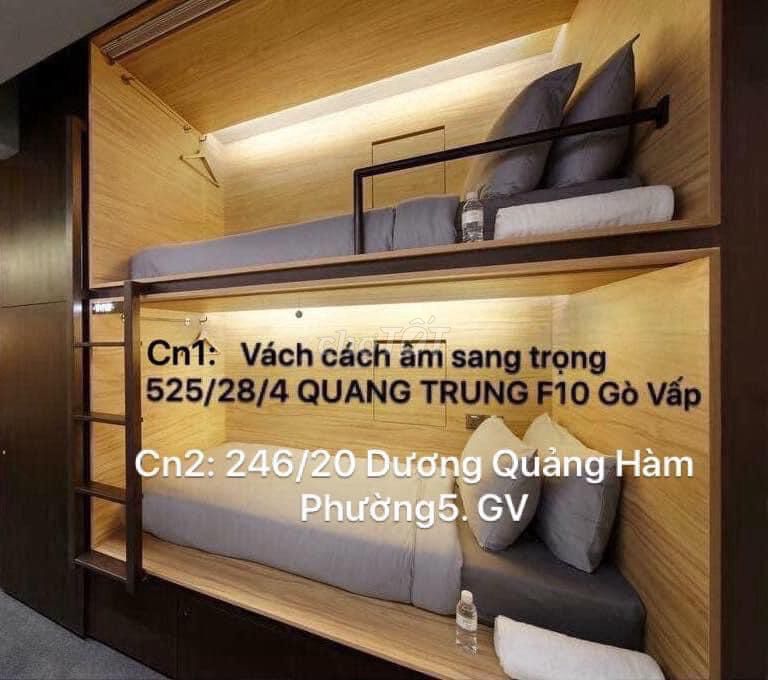 Cn1: Vách cách âm sang trọng
525/28/4 QUANG TRUNG F10 Gò Vấp
Cn2: 246/20 Dương Quảng Hàm
Phường5. GV
chợTỐT